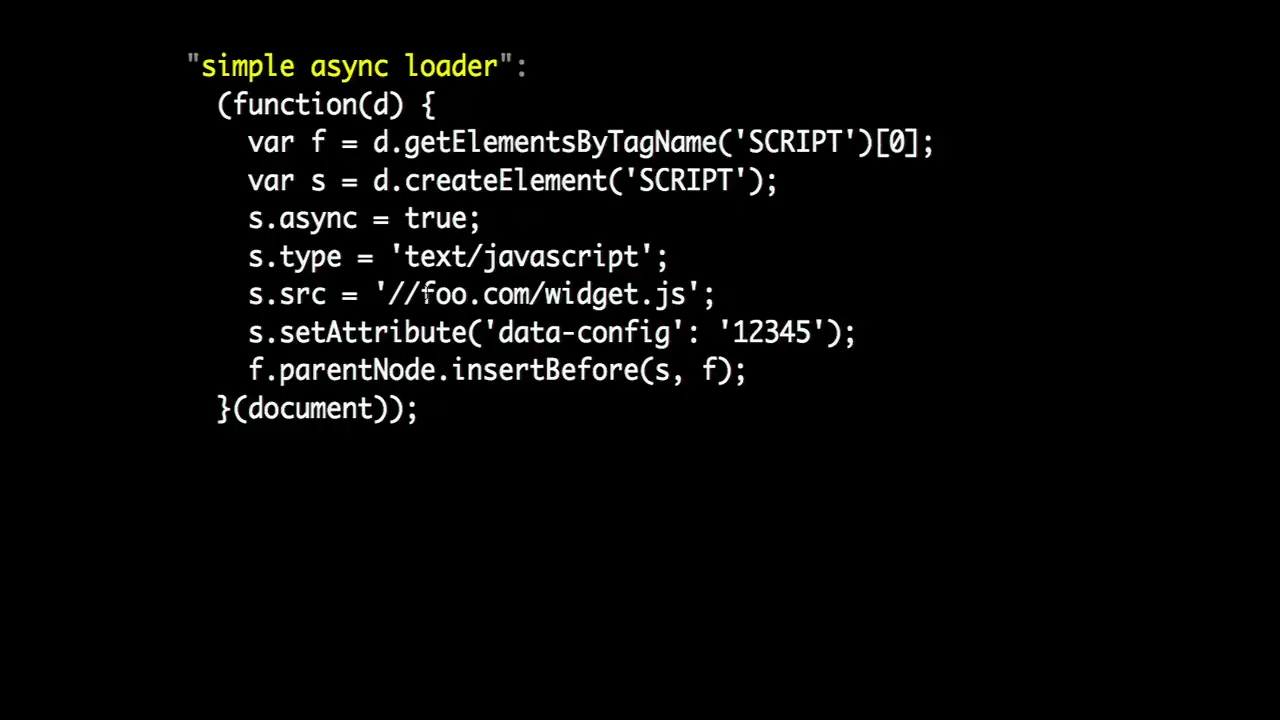 "simple async loader":
(function(d) {
var f = d.getElementsByTagName('SCRIPT')[0];
var s = d.createElement('SCRIPT');
s.async = true;
s.type = 'text/javascript';
s.src = '//foo.com/widget.js';
s.setAttribute('data-config': '12345');
f.parentNode.insertBefore(s, f);
}(document));